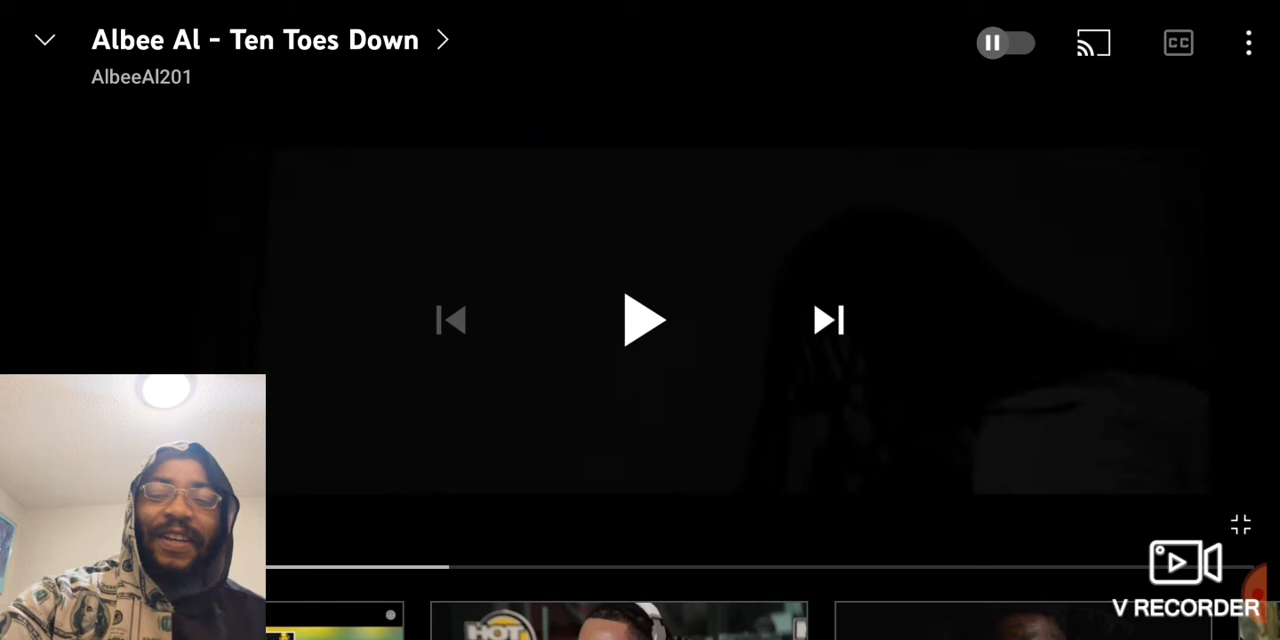 Albee Al - Ten Toes Down
AlbeeAl201
CC
HOT
V RECORDER